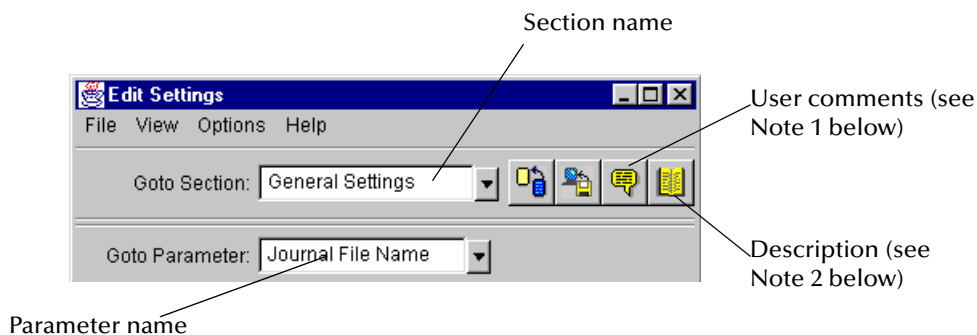 Section name
Edit Settings
File View Options Help
User comments (see
Note 1 below)
Goto Section: General Settings
Description (see
Note 2 below)
Goto Parameter: Journal File Name
Parameter name